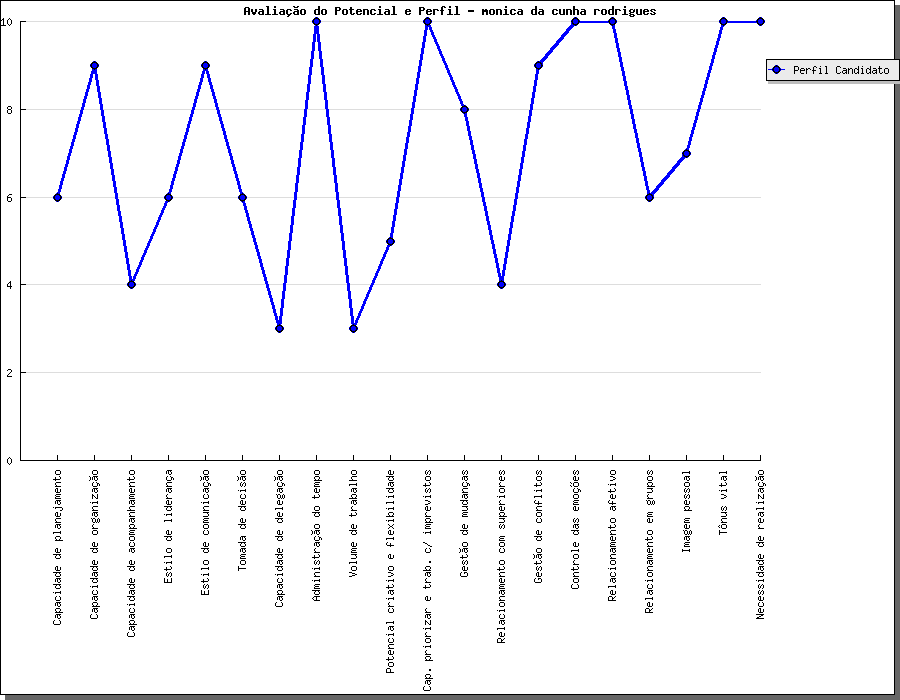 Avaliação do Potencial e Perfil - monica da cunha rodrigues
10
8
6
4
2
0
Perfil Candidato
Capacidade de planejamento
Capacidade de organização
Capacidade de acompanhamento
Estilo de liderança
Estilo de comunicação
Tomada de decisão
Capacidade de delegação
Administração do tempo
Volume de trabalho
Potencial criativo e flexibilidade
Cap. priorizar e trab. c/ imprevistos
Gestão de mudanças
Relacionamento com superiores
Gestão de conflitos
Controle das emoções
Relacionamento afetivo
Relacionamento em grupos
Imagem pessoal
Tônus vital
Necessidade de realização